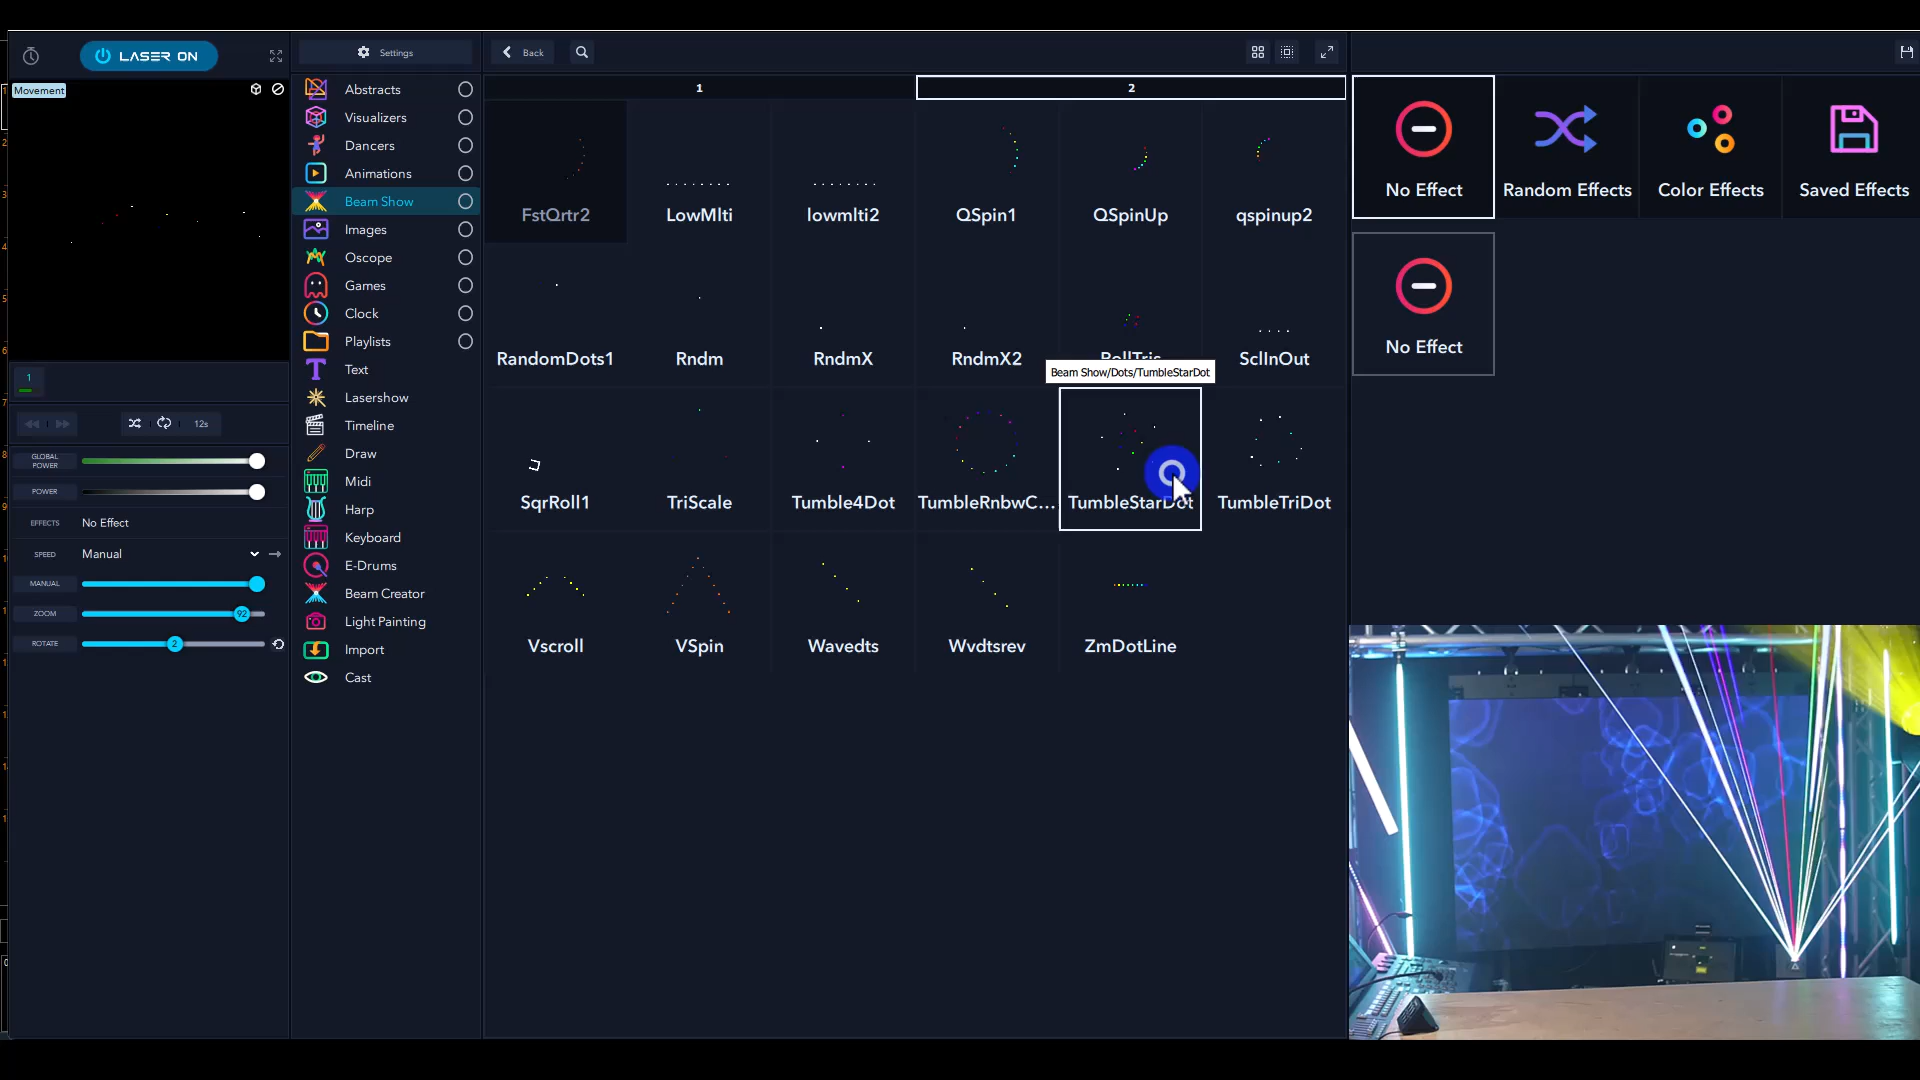 LASER ON
Movement
1
12s
GLOBAL
POWER
POWER
EFFECTS
No Effect
SPEED
Manual
MANUAL
ZOOM
92
ROTATE
2
Settings
Abstracts
Visualizers
Dancers
Animations
Beam Show
Images
Oscope
Games
Clock
Playlists
Text
Lasershow
Timeline
Draw
Midi
Harp
Keyboard
E-Drums
Beam Creator
Light Painting
Import
Cast
Back
1
2
FstQrtr2
LowMlti
lowmlti2
QSpin1
QSpinUp
qspinup2
RandomDots1
Rndm
RndmX
RndmX2
RollTris
SclInOut
Beam Show/Dots/TumbleStarDot
SqrRoll1
TriScale
Tumble4Dot
TumbleRnbwC...
TumbleStarDot
TumbleTriDot
Vscroll
VSpin
Wavedts
Wvdtsrev
ZmDotLine
No Effect
Random Effects
Color Effects
Saved Effects
No Effect